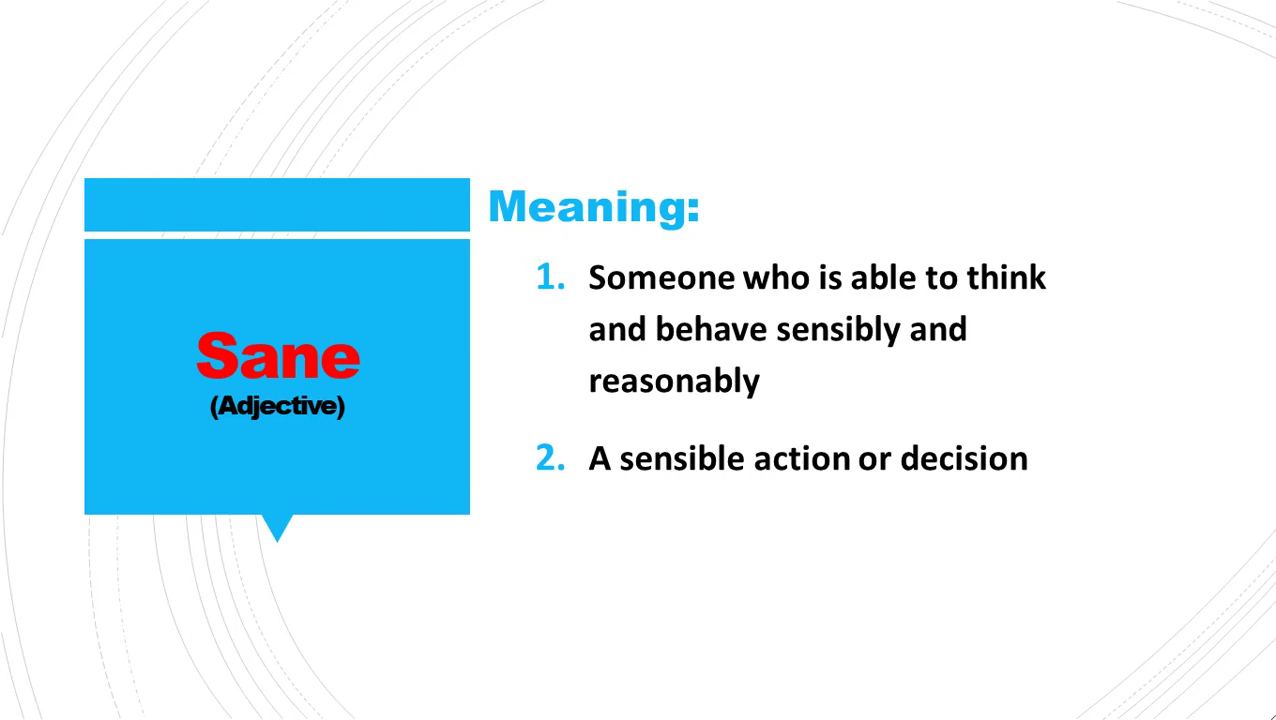 Sane
(Adjective)
Meaning:
1. Someone who is able to think
and behave sensibly and
reasonably
2. A sensible action or decision